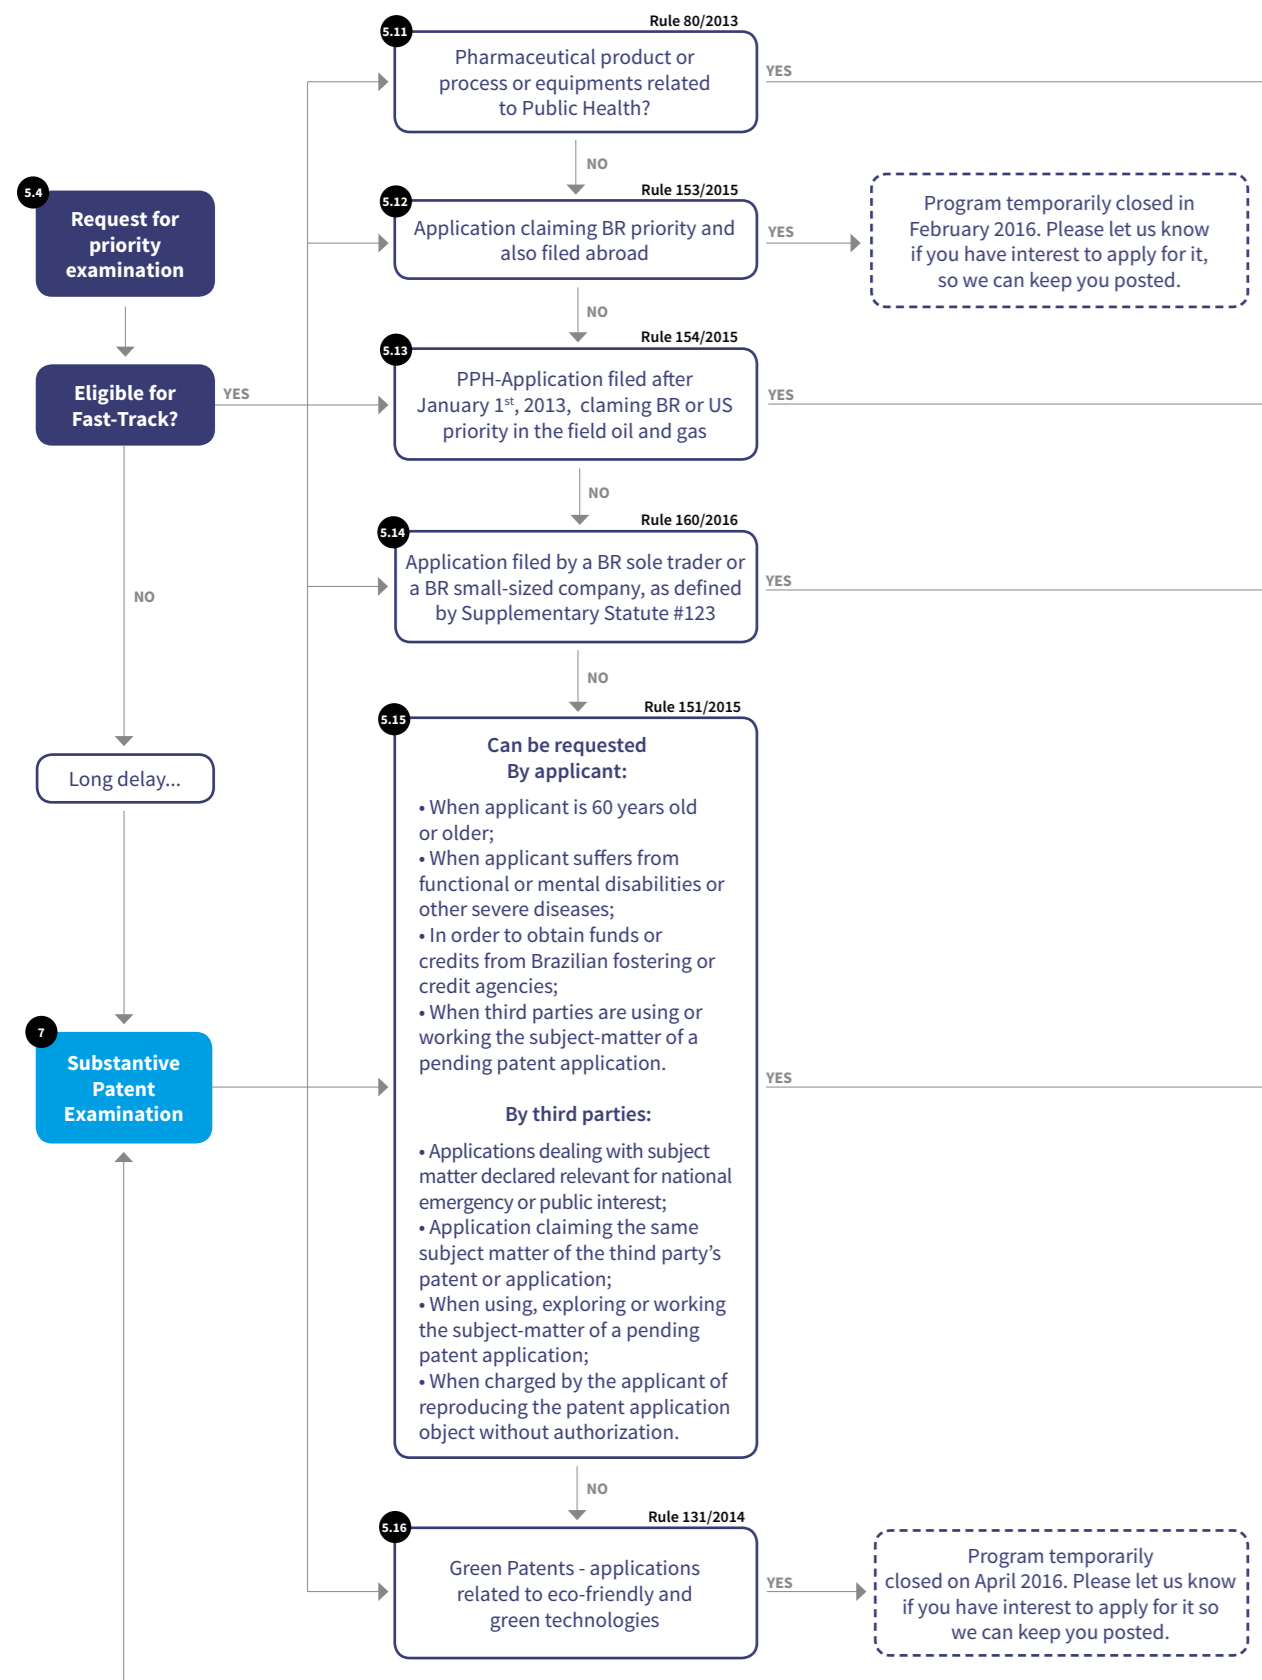 5.4
Request for
priority
examination
Eligible for
Fast-Track?
YES
NO
Long delay...
7
Substantive
Patent
Examination
Rule 80/2013
5.11
Pharmaceutical product or
process or equipments related
to Public Health?
YES
NO
Rule 153/2015
5.12
Application claiming BR priority and
also filed abroad
YES
Program temporarily closed in
February 2016. Please let us know
if you have interest to apply for it,
so we can keep you posted.
NO
Rule 154/2015
5.13
PPH-Application filed after
January 1st, 2013, claming BR or US
priority in the field oil and gas
YES
NO
Rule 160/2016
5.14
Application filed by a BR sole trader or
a BR small-sized company, as defined
by Supplementary Statute #123
YES
NO
Rule 151/2015
5.15
Can be requested
By applicant:
• When applicant is 60 years old
or older;
• When applicant suffers from
functional or mental disabilities or
other severe diseases;
• In order to obtain funds or
credits from Brazilian fostering or
credit agencies;
• When third parties are using or
working the subject-matter of a
pending patent application.
By third parties:
• Applications dealing with subject
matter declared relevant for national
emergency or public interest;
• Application claiming the same
subject matter of the third party’s
patent or application;
• When using, exploring or working
the subject-matter of a pending
patent application;
• When charged by the applicant of
reproducing the patent application
object without authorization.
YES
NO
Rule 131/2014
5.16
Green Patents - applications
related to eco-friendly and
green technologies
YES
Program temporarily
closed on April 2016. Please let us know
if you have interest to apply for it so
we can keep you posted.